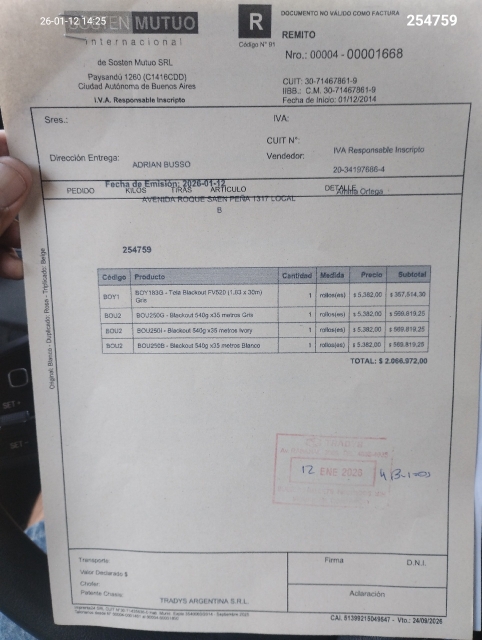 26-01-12 14:25
254759
SOSTEN MUTUO
internacional
de Sosten Mutuo SRL
Paysandú 1260 (C1416CDD)
Ciudad Autónoma de Buenos Aires
I.V.A. Responsable Inscripto
R
Código N° 91
DOCUMENTO NO VÁLIDO COMO FACTURA
REMITO
Nro.: 00004 - 00001668
CUIT: 30-71467861-9
IIBB.: C.M. 30-71467861-9
Fecha de Inicio: 01/12/2014
Sres.:
IVA:
CUIT N°:
IVA Responsable Inscripto
Dirección Entrega:
ADRIAN BUSSO
Vendedor:
20-34197686-4
Fecha de Emisión: 2026-01-12
PEDIDO KILOS TIRAS ARTICULO DETALLE
Ortega
AVENIDA ROQUE SAEN PEÑA 1317 LOCAL
B
254759
Código Producto Cantidad Medida Precio Subtotal
BOY1 BOY183G - Tela Blackout FV520 (1.83 x 30m) Gris 1 rollos(es) $ 5.382,00 $ 357.514,30
BOU2 BOU250G - Blackout 540g x35 metros Gris 1 rollos(es) $ 5.382,00 $ 569.819,25
BOU2 BOU250I - Blackout 540g x35 metros Ivory 1 rollos(es) $ 5.382,00 $ 569.819,25
BOU2 BOU250B - Blackout 540g x35 metros Blanco 1 rollos(es) $ 5.382,00 $ 569.819,25
TOTAL: $ 2.066.972,00
Original: Blanco - Duplicado: Rosa - Triplicado: Beige
12 ENE 2026
Transporte:
Valor Declarado $
Chofer:
Patente Chasis:
TRADYS ARGENTINA S.R.L.
Firma
D.N.I.
Aclaración
CAI. 51398215049847 - Vto.: 24/09/2026